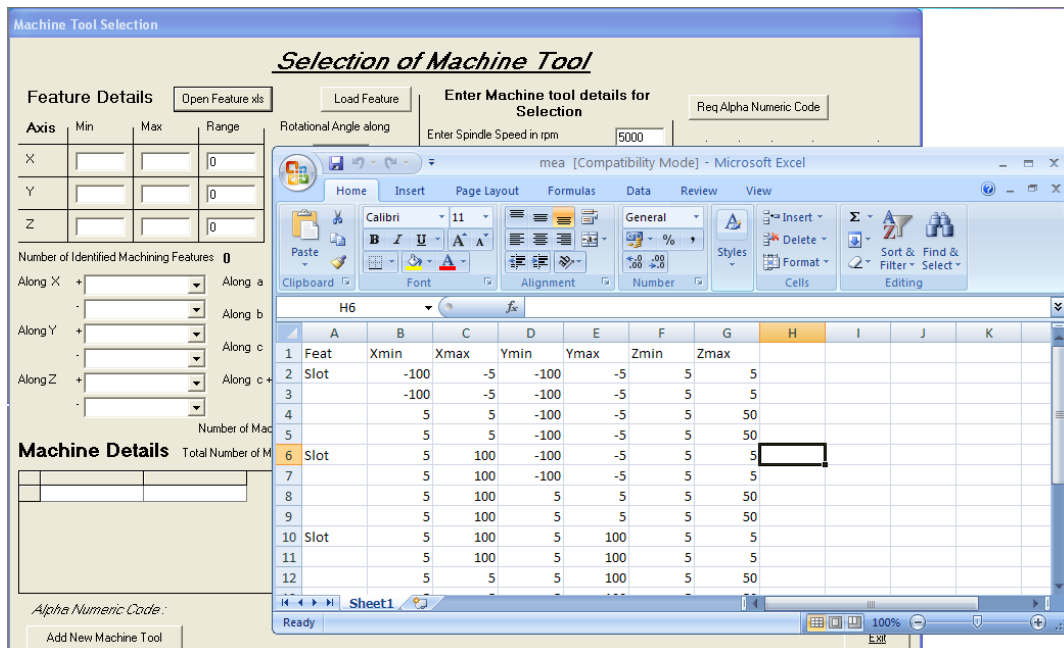 Machine Tool Selection
Selection of Machine Tool
Feature Details
Open Feature xls
Load Feature
Enter Machine tool details for
Selection
Req Alpha Numeric Code
Axis Min Max Range
Rotational Angle along
Enter Spindle Speed in rpm 5000
X 0
Y 0
Z 0
Number of Identified Machining Features 0
Along X + Along a
- Along b
Along Y + Along c
-
Along Z + Along c +
-
Number of Mac
Machine Details Total Number of M
Alpha Numeric Code :
Add New Machine Tool
Exit
mea [Compatibility Mode] - Microsoft Excel
Home Insert Page Layout Formulas Data Review View
Paste
Calibri 11
B I U A A
General
Styles
Insert
Delete
Format
Sort & Filter
Find & Select
Clipboard Font Alignment Number Cells Editing
H6 fx
A B C D E F G H I J K
1 Feat Xmin Xmax Ymin Ymax Zmin Zmax
2 Slot -100 -5 -100 -5 5 5
3 -100 -5 -100 -5 5 5
4 5 5 -100 -5 5 50
5 5 5 -100 -5 5 50
6 Slot 5 100 -100 -5 5 5
7 5 100 -100 -5 5 5
8 5 100 5 5 5 50
9 5 100 5 5 5 50
10 Slot 5 100 5 100 5 5
11 5 100 5 100 5 5
12 5 5 5 100 5 50
Sheet1
Ready 100%